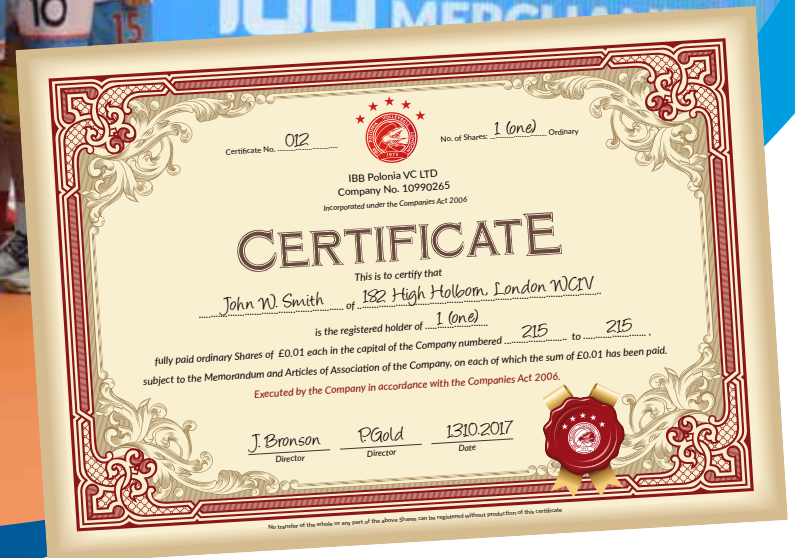 10
15
MERCHANT
Certificate No. 012
No. of Shares: 1 (one) Ordinary
1973
IBB Polonia VC LTD
Company No. 10990265
Incorporated under the Companies Act 2006
CERTIFICATE
This is to certify that
John W. Smith of 182 High Holborn, London WC1V
is the registered holder of 1 (one)
fully paid ordinary Shares of £0.01 each in the capital of the Company numbered 215 to 215 ,
subject to the Memorandum and Articles of Association of the Company, on each of which the sum of £0.01 has been paid.
Executed by the Company in accordance with the Companies Act 2006.
J. Bronson P.Gold 13.10.2017
Director Director Date
No transfer of the whole or any part of the above Shares can be registered without production of this certificate